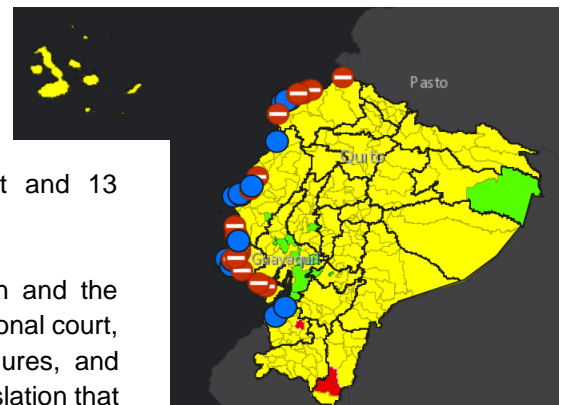 Pasto
Quito
t and 13
Guayaquil
n and the
onal court,
ures, and
slation that